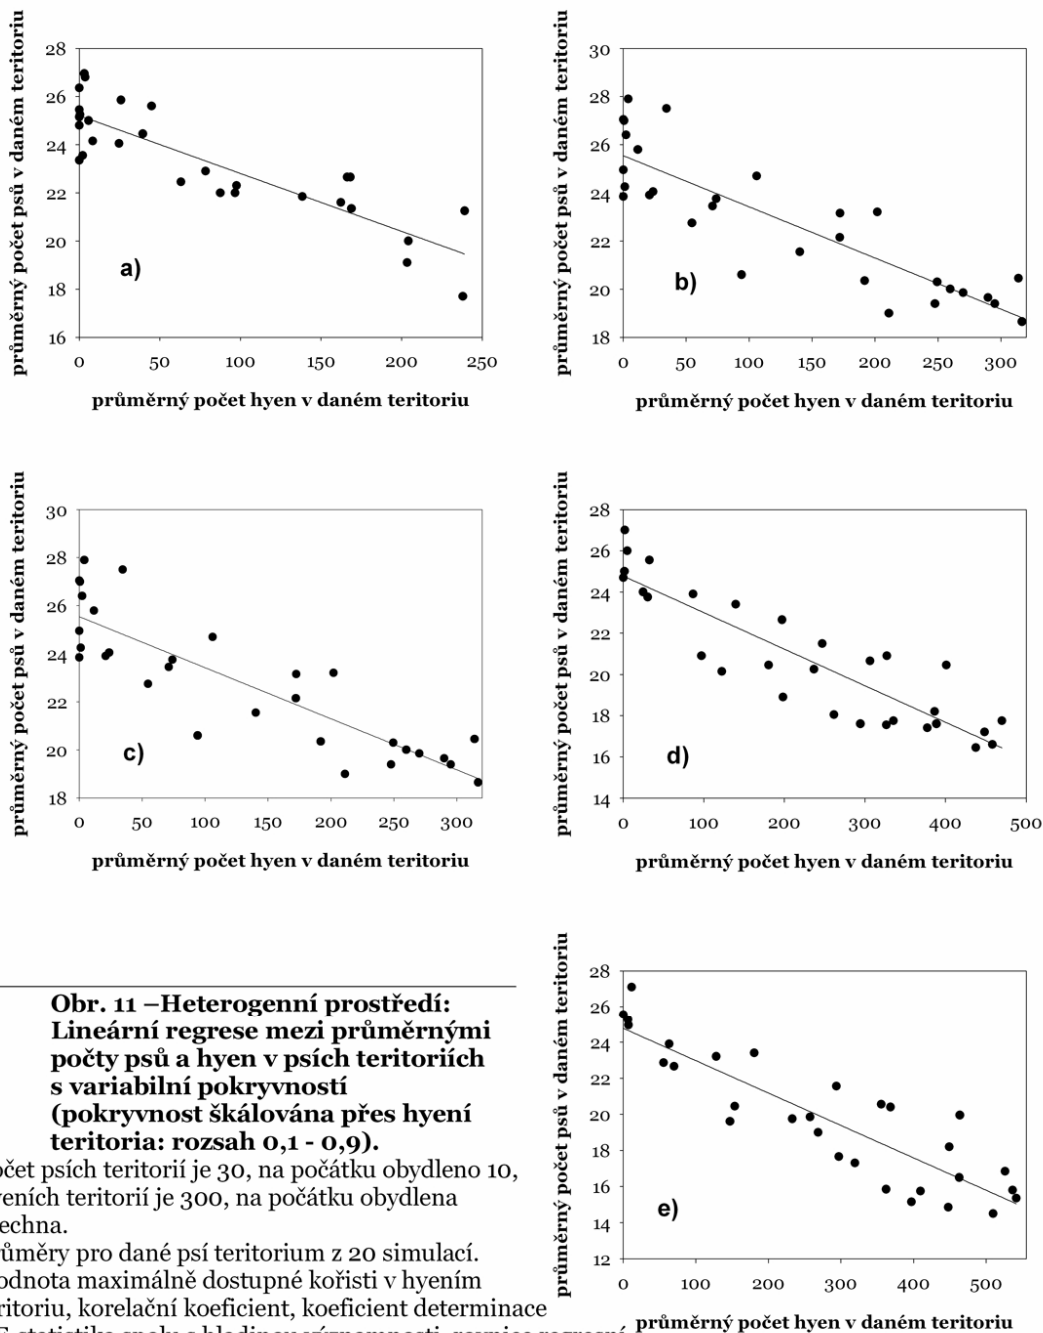 průměrný počet psů v daném teritoriu
28
26
24
22
20
18
16
a)
0 50 100 150 200 250
průměrný počet hyen v daném teritoriu
průměrný počet psů v daném teritoriu
30
28
26
24
22
20
18
b)
0 50 100 150 200 250 300
průměrný počet hyen v daném teritoriu
průměrný počet psů v daném teritoriu
30
28
26
24
22
20
18
c)
0 50 100 150 200 250 300
průměrný počet hyen v daném teritoriu
průměrný počet psů v daném teritoriu
28
26
24
22
20
18
16
14
d)
0 100 200 300 400 500
průměrný počet hyen v daném teritoriu
průměrný počet psů v daném teritoriu
28
26
24
22
20
18
16
14
12
e)
0 100 200 300 400 500
průměrný počet hyen v daném teritoriu
Obr. 11 –Heterogenní prostředí:
Lineární regrese mezi průměrnými
počty psů a hyen v psích teritoriích
s variabilní pokryvností
(pokryvnost škálována přes hyení
teritoria: rozsah 0,1 - 0,9).
očet psích teritorií je 30, na počátku obydleno 10,
yeních teritorií je 300, na počátku obydlena
echna.
růměry pro dané psí teritorium z 20 simulací.
odnota maximálně dostupné kořisti v hyením
ritoriu, korelační koeficient, koeficient determinace